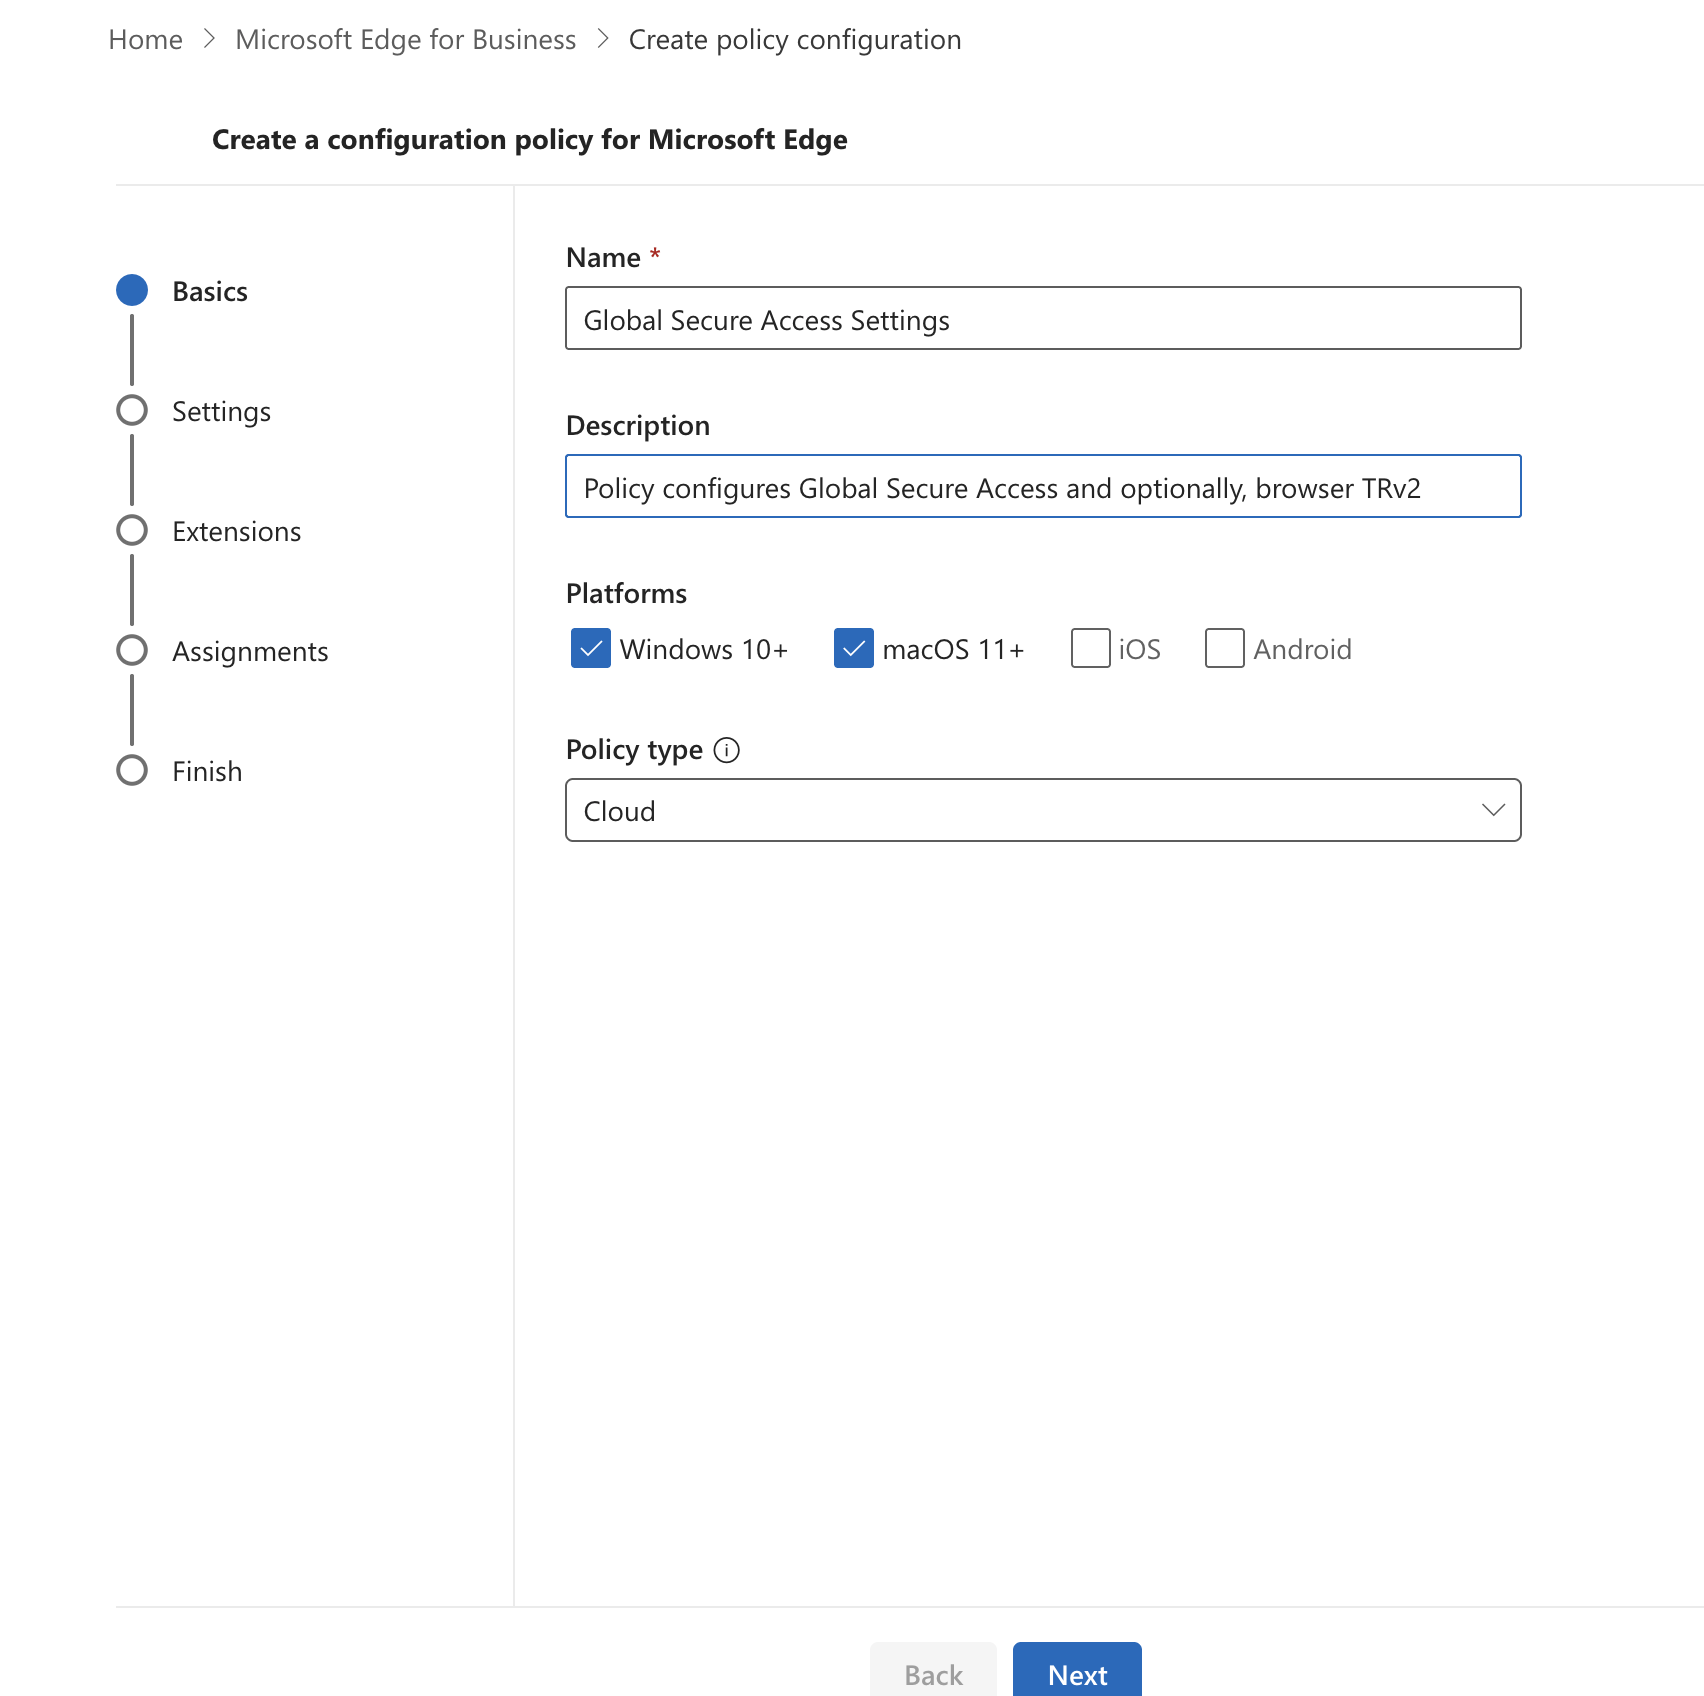 Home > Microsoft Edge for Business > Create policy configuration
Create a configuration policy for Microsoft Edge
Basics
Settings
Extensions
Assignments
Finish
Name *
Global Secure Access Settings
Description
Policy configures Global Secure Access and optionally, browser TRv2
Platforms
Windows 10+ macOS 11+ iOS Android
Policy type
Cloud
Back Next